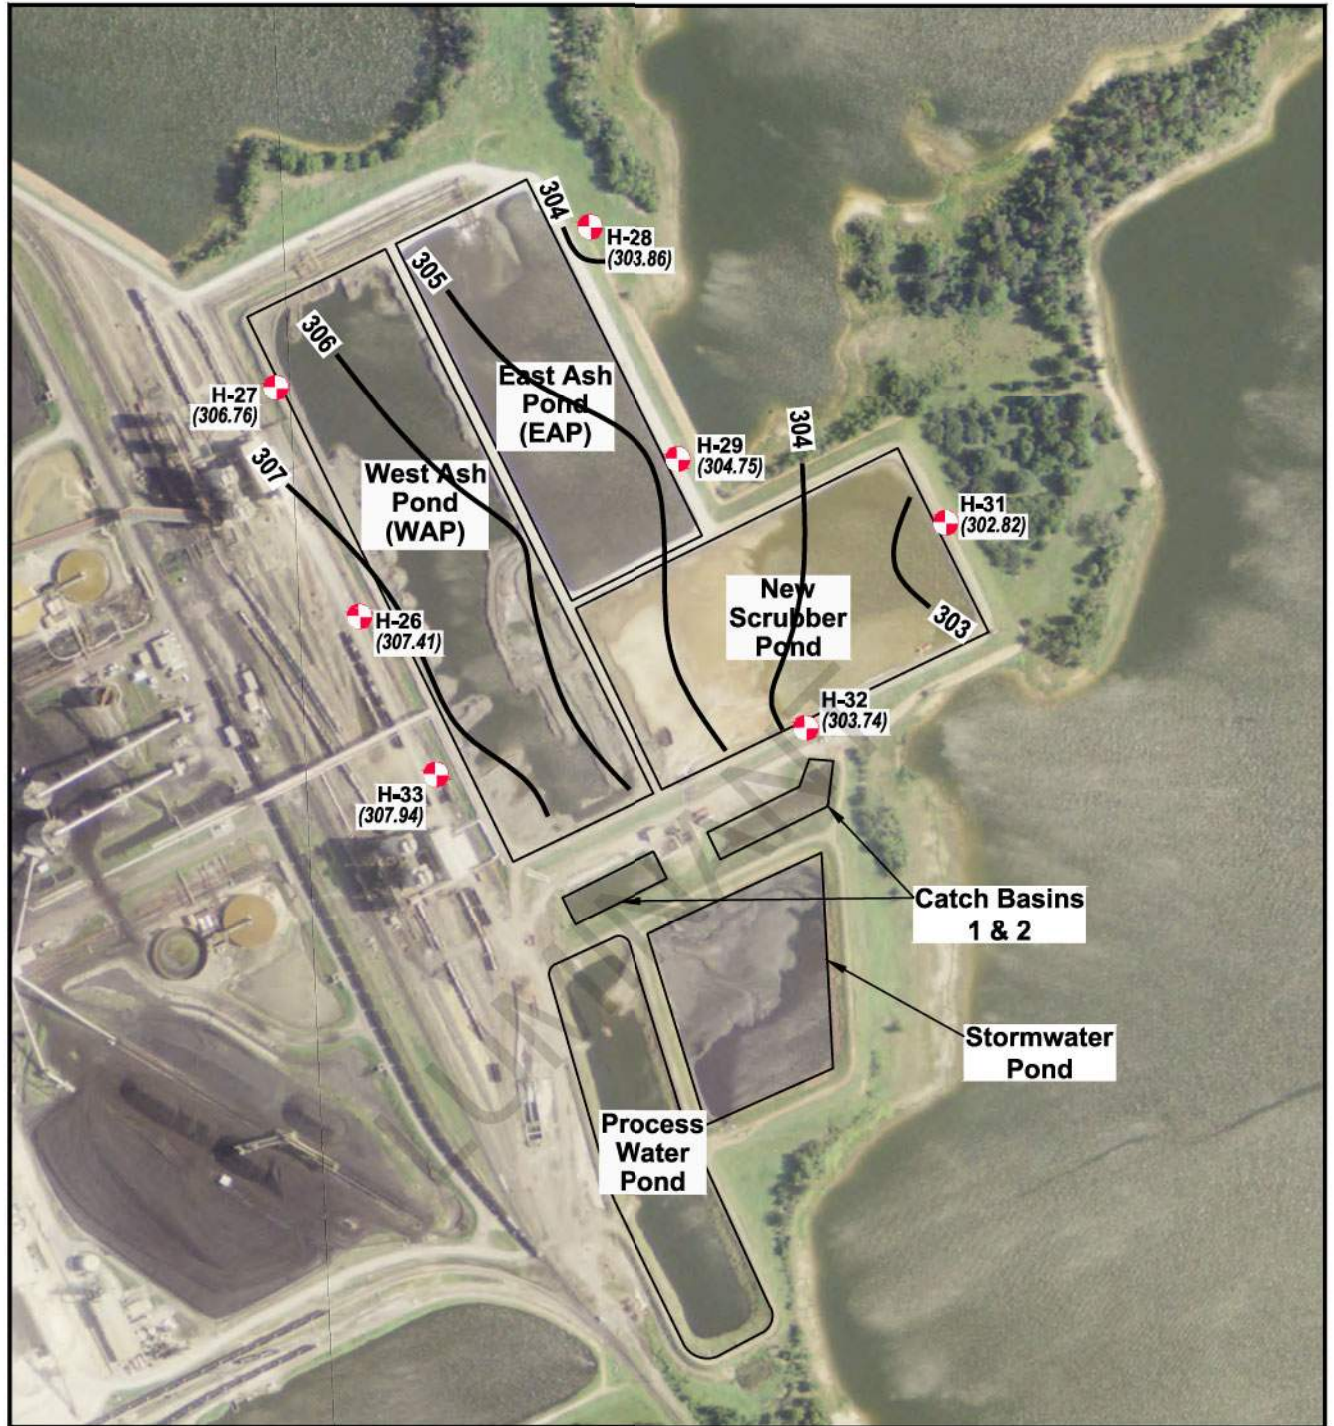 304
H-28
(303.86)
305
306
East Ash
Pond
(EAP)
H-27
(306.76)
304
307
H-29
(304.75)
West Ash
Pond
(WAP)
H-31
(302.82)
New
Scrubber
Pond
H-26
(307.41)
303
H-32
(303.74)
H-33
(307.94)
Catch Basins
1 & 2
Stormwater
Pond
Process
Water
Pond